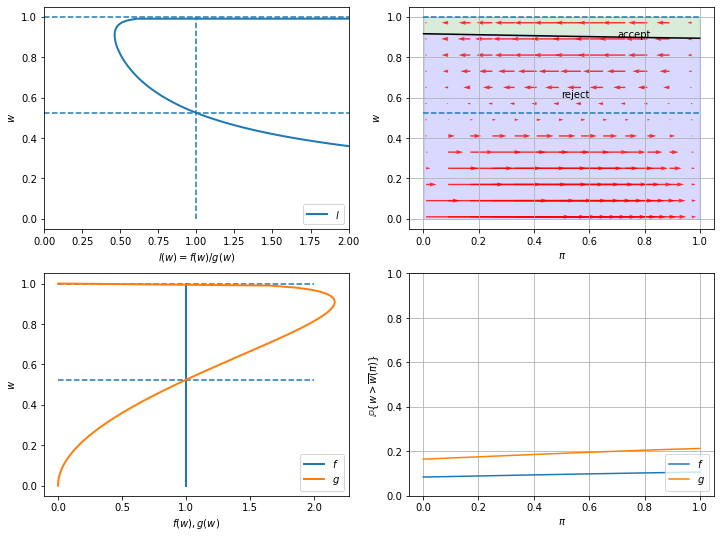 1.0
0.8
0.6
0.4
0.2
0.0
w
0.00 0.25 0.50 0.75 1.00 1.25 1.50 1.75 2.00
l(w) = f(w)/g(w)
l
1.0
0.8
0.6
0.4
0.2
0.0
w
accept
reject
0.0 0.2 0.4 0.6 0.8 1.0
π
1.0
0.8
0.6
0.4
0.2
0.0
w
0.0 0.5 1.0 1.5 2.0
f(w), g(w)
f
g
1.0
0.8
0.6
0.4
0.2
0.0
ℙ{w > w̅(π)}
0.0 0.2 0.4 0.6 0.8 1.0
π
f
g